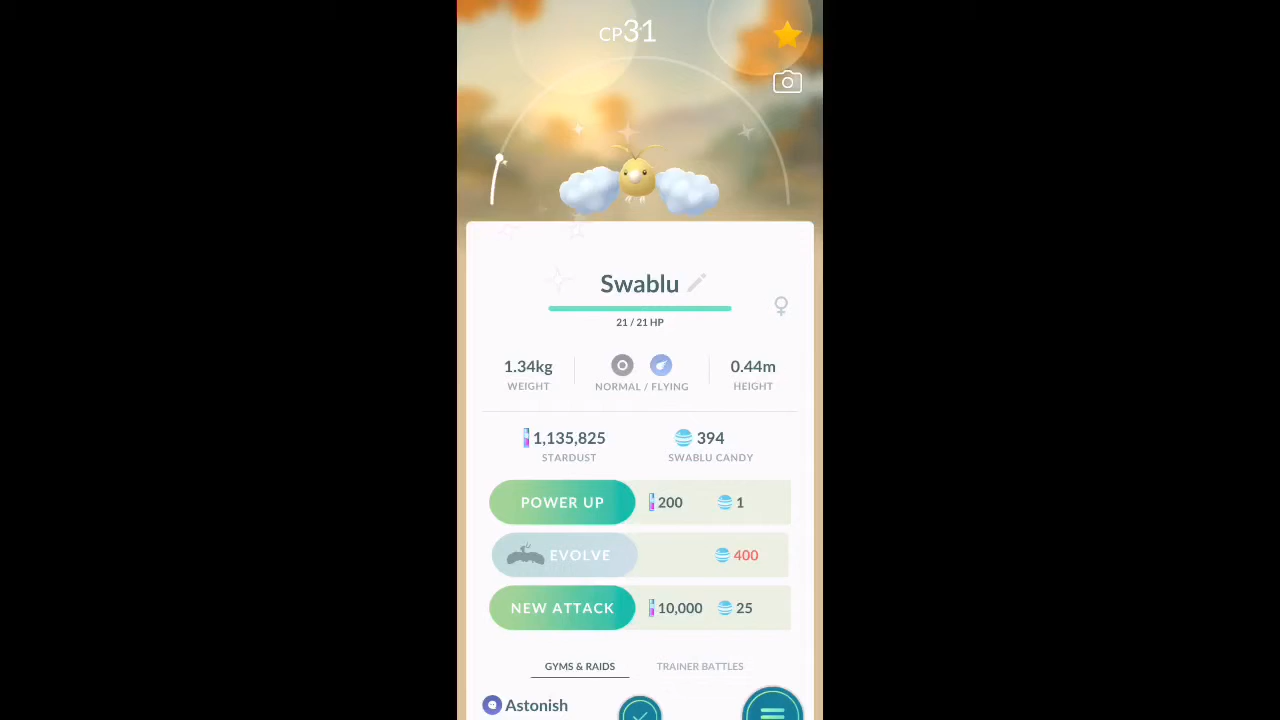 CP31
Swablu
21 / 21 HP
1.34kg
WEIGHT
NORMAL / FLYING
0.44m
HEIGHT
1,135,825
STARDUST
394
SWABLU CANDY
POWER UP 200 1
EVOLVE 400
NEW ATTACK 10,000 25
GYMS & RAIDS TRAINER BATTLES
Astonish